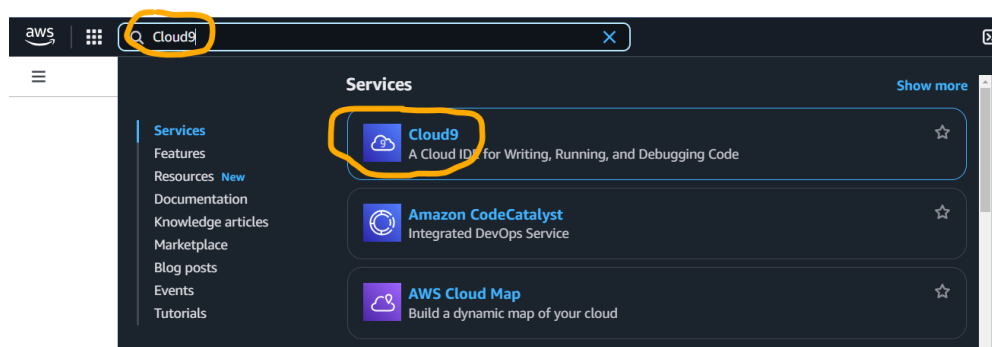 aws
Cloud9
Services
Show more
Services
Features
Resources New
Documentation
Knowledge articles
Marketplace
Blog posts
Events
Tutorials
9
Cloud9
A Cloud IDE for Writing, Running, and Debugging Code
Amazon CodeCatalyst
Integrated DevOps Service
AWS Cloud Map
Build a dynamic map of your cloud